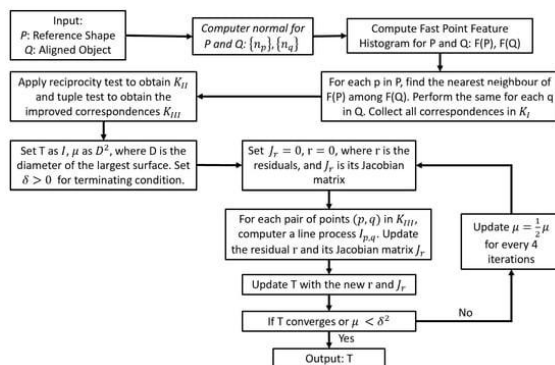 Input:
P: Reference Shape
Q: Aligned Object
Computer normal for
P and Q: {n_p}, {n_q}
Compute Fast Point Feature
Histogram for P and Q: F(P), F(Q)
For each p in P, find the nearest neighbour of
F(P) among F(Q). Perform the same for each q
in Q. Collect all correspondences in K_I
Apply reciprocity test to obtain K_II
and tuple test to obtain the
improved correspondences K_III
Set T as I, μ as D², where D is the
diameter of the largest surface. Set
δ > 0 for terminating condition.
Set J_r = 0, r = 0, where r is the
residuals, and J_r is its Jacobian
matrix
For each pair of points (p, q) in K_III,
computer a line process l_p,q. Update
the residual r and its Jacobian matrix J_r
Update μ = 1/2 μ
for every 4
iterations
Update T with the new r and J_r
If T converges or μ < δ²
No
Yes
Output: T